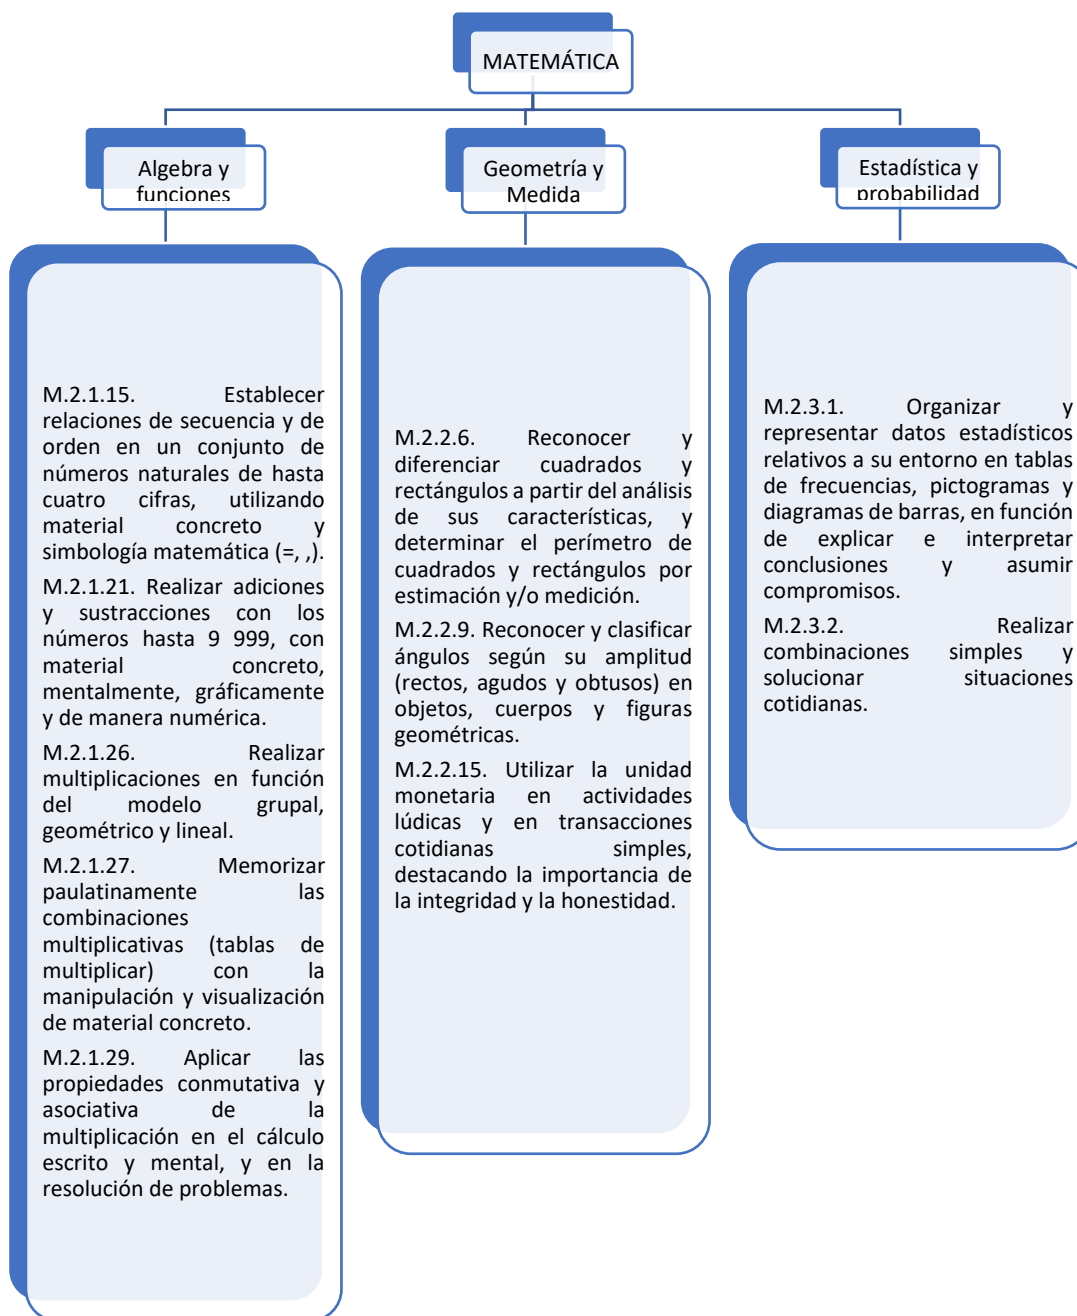 MATEMÁTICA
Algebra y
funciones
Geometría y
Medida
Estadística y
probabilidad
M.2.1.15. Establecer
relaciones de secuencia y de
orden en un conjunto de
números naturales de hasta
cuatro cifras, utilizando
material concreto y
simbología matemática (=, ,).
M.2.1.21. Realizar adiciones
y sustracciones con los
números hasta 9 999, con
material concreto,
mentalmente, gráficamente
y de manera numérica.
M.2.1.26. Realizar
multiplicaciones en función
del modelo grupal,
geométrico y lineal.
M.2.1.27. Memorizar
paulatinamente las
combinaciones
multiplicativas (tablas de
multiplicar) con la
manipulación y visualización
de material concreto.
M.2.1.29. Aplicar las
propiedades conmutativa y
asociativa de la
multiplicación en el cálculo
escrito y mental, y en la
resolución de problemas.
M.2.2.6. Reconocer y
diferenciar cuadrados y
rectángulos a partir del análisis
de sus características, y
determinar el perímetro de
cuadrados y rectángulos por
estimación y/o medición.
M.2.2.9. Reconocer y clasificar
ángulos según su amplitud
(rectos, agudos y obtusos) en
objetos, cuerpos y figuras
geométricas.
M.2.2.15. Utilizar la unidad
monetaria en actividades
lúdicas y en transacciones
cotidianas simples,
destacando la importancia de
la integridad y la honestidad.
M.2.3.1. Organizar y
representar datos estadísticos
relativos a su entorno en tablas
de frecuencias, pictogramas y
diagramas de barras, en función
de explicar e interpretar
conclusiones y asumir
compromisos.
M.2.3.2. Realizar
combinaciones simples y
solucionar situaciones
cotidianas.